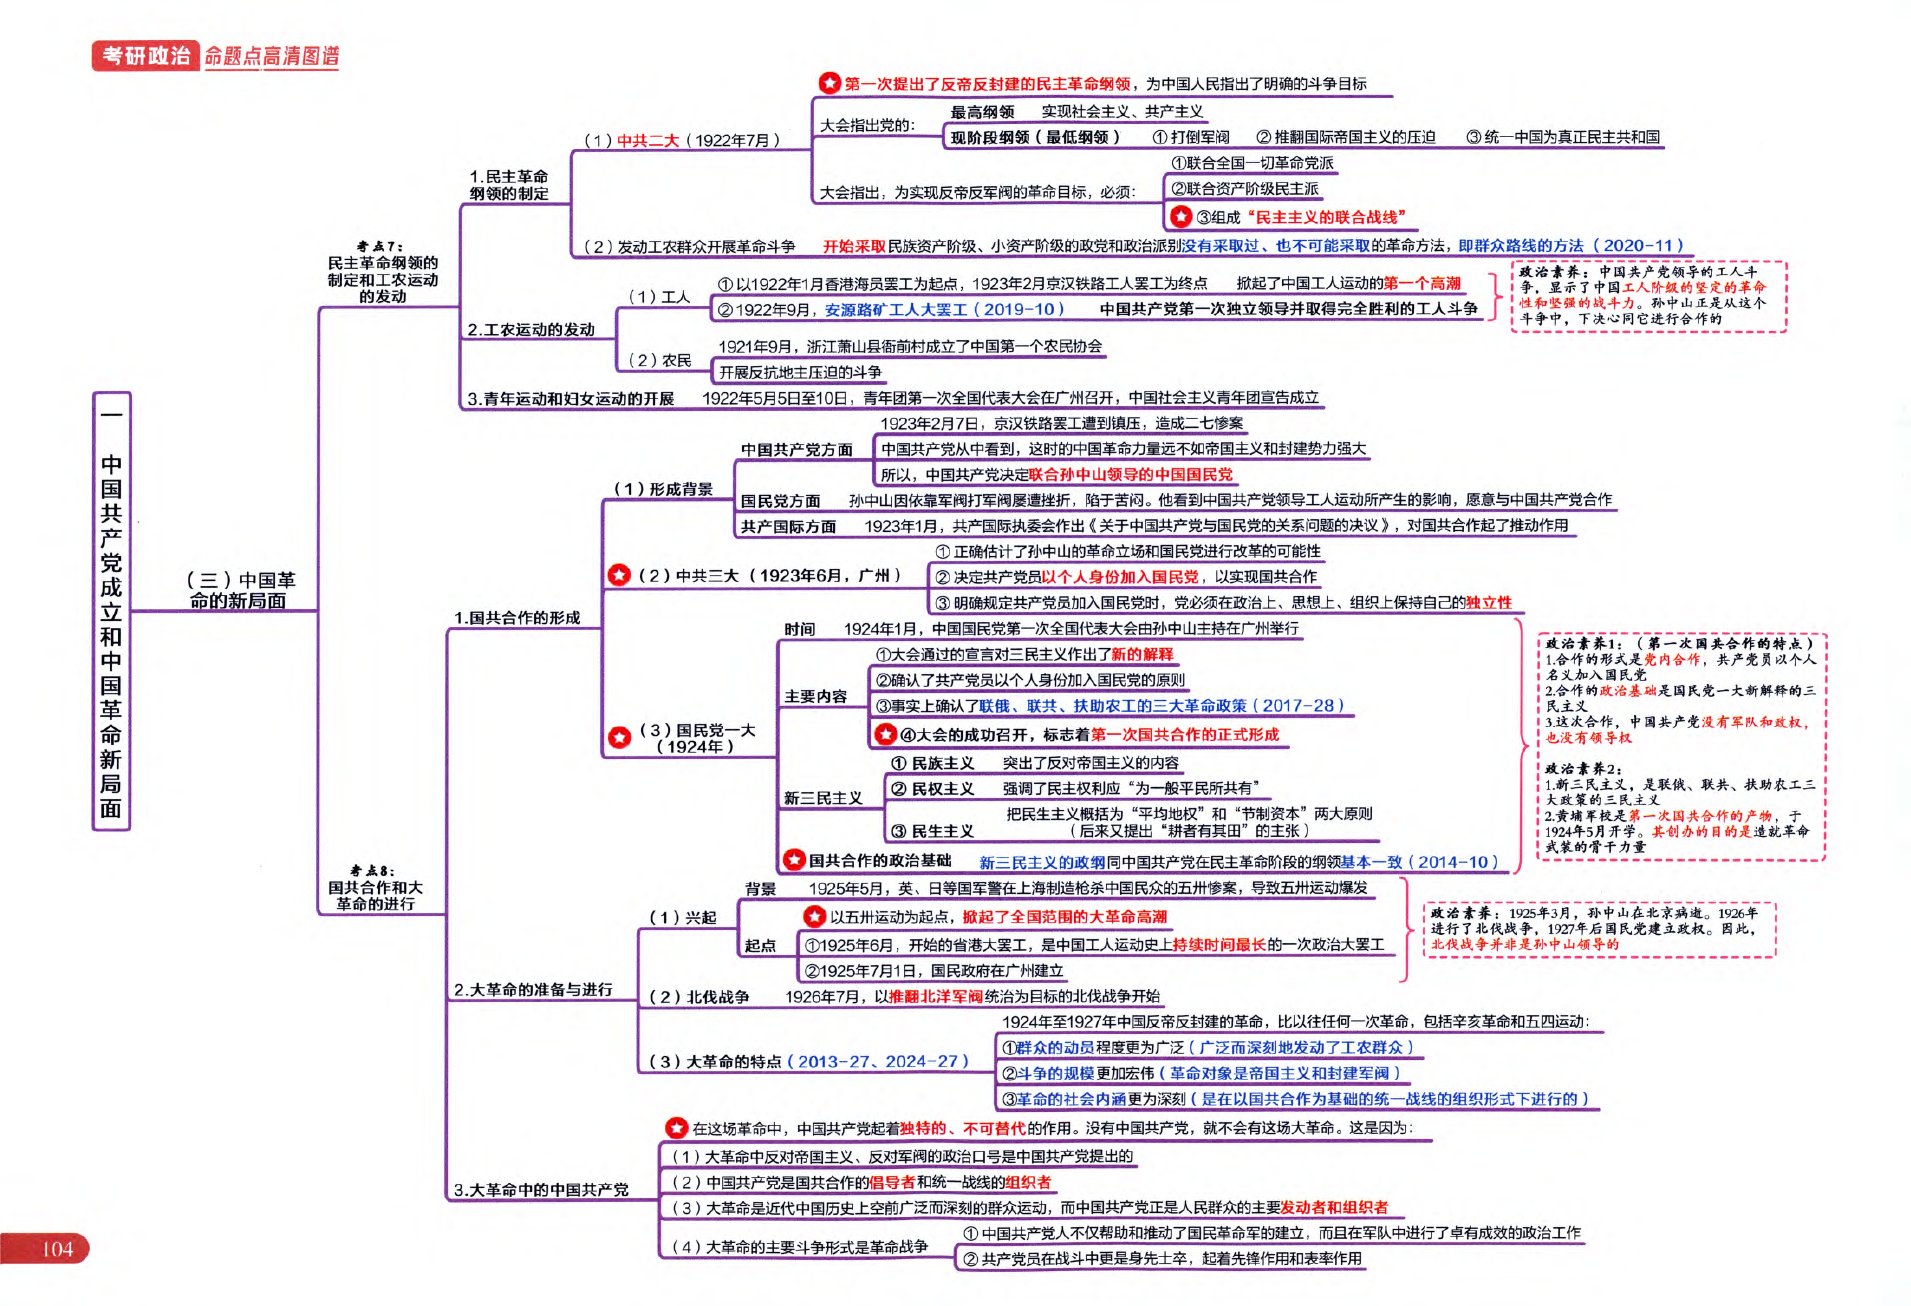 考研政治 命题点高清图谱
一 中国共产党成立和中国革命新局面
（三）中国革
命的新局面
考点7：
民主革命纲领的
制定和工农运动
的发动
1.民主革命
纲领的制定
（1）中共二大（1922年7月）
第一次提出了反帝反封建的民主革命纲领，为中国人民指出了明确的斗争目标
大会指出党的：
最高纲领 实现社会主义、共产主义
现阶段纲领（最低纲领） ①打倒军阀 ②推翻国际帝国主义的压迫 ③统一中国为真正民主共和国
大会指出，为实现反帝反军阀的革命目标，必须：
①联合全国一切革命党派
②联合资产阶级民主派
③组成“民主主义的联合战线”
（2）发动工农群众开展革命斗争 开始采取民族资产阶级、小资产阶级的政党和政治派别没有采取过、也不可能采取的革命方法，即群众路线的方法（2020-11）
2.工农运动的发动
（1）工人
①以1922年1月香港海员罢工为起点，1923年2月京汉铁路工人罢工为终点 掀起了中国工人运动的第一个高潮
②1922年9月，安源路矿工人大罢工（2019-10） 中国共产党第一次独立领导并取得完全胜利的工人斗争
政治素养：中国共产党领导的工人斗
争，显示了中国工人阶级的坚定的革命
性和坚强的战斗力。孙中山正是从这个
斗争中，下决心同它进行合作的
（2）农民
1921年9月，浙江萧山县衙前村成立了中国第一个农民协会
开展反抗地主压迫的斗争
3.青年运动和妇女运动的开展 1922年5月5日至10日，青年团第一次全国代表大会在广州召开，中国社会主义青年团宣告成立
考点8：
国共合作和大
革命的进行
1.国共合作的形成
（1）形成背景
中国共产党方面
1923年2月7日，京汉铁路罢工遭到镇压，造成二七惨案
中国共产党从中看到，这时的中国革命力量远不如帝国主义和封建势力强大
所以，中国共产党决定联合孙中山领导的中国国民党
国民党方面 孙中山因依靠军阀打军阀屡遭挫折，陷于苦闷。他看到中国共产党领导工人运动所产生的影响，愿意与中国共产党合作
共产国际方面 1923年1月，共产国际执委会作出《关于中国共产党与国民党的关系问题的决议》，对国共合作起了推动作用
（2）中共三大（1923年6月，广州）
①正确估计了孙中山的革命立场和国民党进行改革的可能性
②决定共产党员以个人身份加入国民党，以实现国共合作
③明确规定共产党员加入国民党时，党必须在政治上、思想上、组织上保持自己的独立性
（3）国民党一大
（1924年）
时间 1924年1月，中国国民党第一次全国代表大会由孙中山主持在广州举行
主要内容
①大会通过的宣言对三民主义作出了新的解释
②确认了共产党员以个人身份加入国民党的原则
③事实上确认了联俄、联共、扶助农工的三大革命政策（2017-28）
④大会的成功召开，标志着第一次国共合作的正式形成
新三民主义
①民族主义 突出了反对帝国主义的内容
②民权主义 强调了民主权利应“为一般平民所共有”
③民生主义 把民生主义概括为“平均地权”和“节制资本”两大原则
（后来又提出“耕者有其田”的主张）
国共合作的政治基础 新三民主义的政纲同中国共产党在民主革命阶段的纲领基本一致（2014-10）
政治素养1：（第一次国共合作的特点）
1.合作的形式是党内合作，共产党员以个人
名义加入国民党
2.合作的政治基础是国民党一大新解释的三
民主义
3.这次合作，中国共产党没有军队和政权，
也没有领导权
政治素养2：
1.新三民主义，是联俄、联共、扶助农工三
大政策的三民主义
2.黄埔军校是第一次国共合作的产物，于
1924年5月开学。其创办的目的是造就革命
武装的骨干力量
2.大革命的准备与进行
（1）兴起
背景 1925年5月，英、日等国军警在上海制造枪杀中国民众的五卅惨案，导致五卅运动爆发
起点
以五卅运动为起点，掀起了全国范围的大革命高潮
①1925年6月，开始的省港大罢工，是中国工人运动史上持续时间最长的一次政治大罢工
②1925年7月1日，国民政府在广州建立
政治素养：1925年3月，孙中山在北京病逝。1926年
进行了北伐战争，1927年后国民党建立政权。因此，
北伐战争并非是孙中山领导的
（2）北伐战争 1926年7月，以推翻北洋军阀统治为目标的北伐战争开始
（3）大革命的特点（2013-27、2024-27）
1924年至1927年中国反帝反封建的革命，比以往任何一次革命，包括辛亥革命和五四运动：
①群众的动员程度更为广泛（广泛而深刻地发动了工农群众）
②斗争的规模更加宏伟（革命对象是帝国主义和封建军阀）
③革命的社会内涵更为深刻（是在以国共合作为基础的统一战线的组织形式下进行的）
3.大革命中的中国共产党
在这场革命中，中国共产党起着独特的、不可替代的作用。没有中国共产党，就不会有这场大革命。这是因为：
（1）大革命中反对帝国主义、反对军阀的政治口号是中国共产党提出的
（2）中国共产党是国共合作的倡导者和统一战线的组织者
（3）大革命是近代中国历史上空前广泛而深刻的群众运动，而中国共产党正是人民群众的主要发动者和组织者
（4）大革命的主要斗争形式是革命战争
①中国共产党人不仅帮助和推动了国民革命军的建立，而且在军队中进行了卓有成效的政治工作
②共产党员在战斗中更是身先士卒，起着先锋作用和表率作用
104